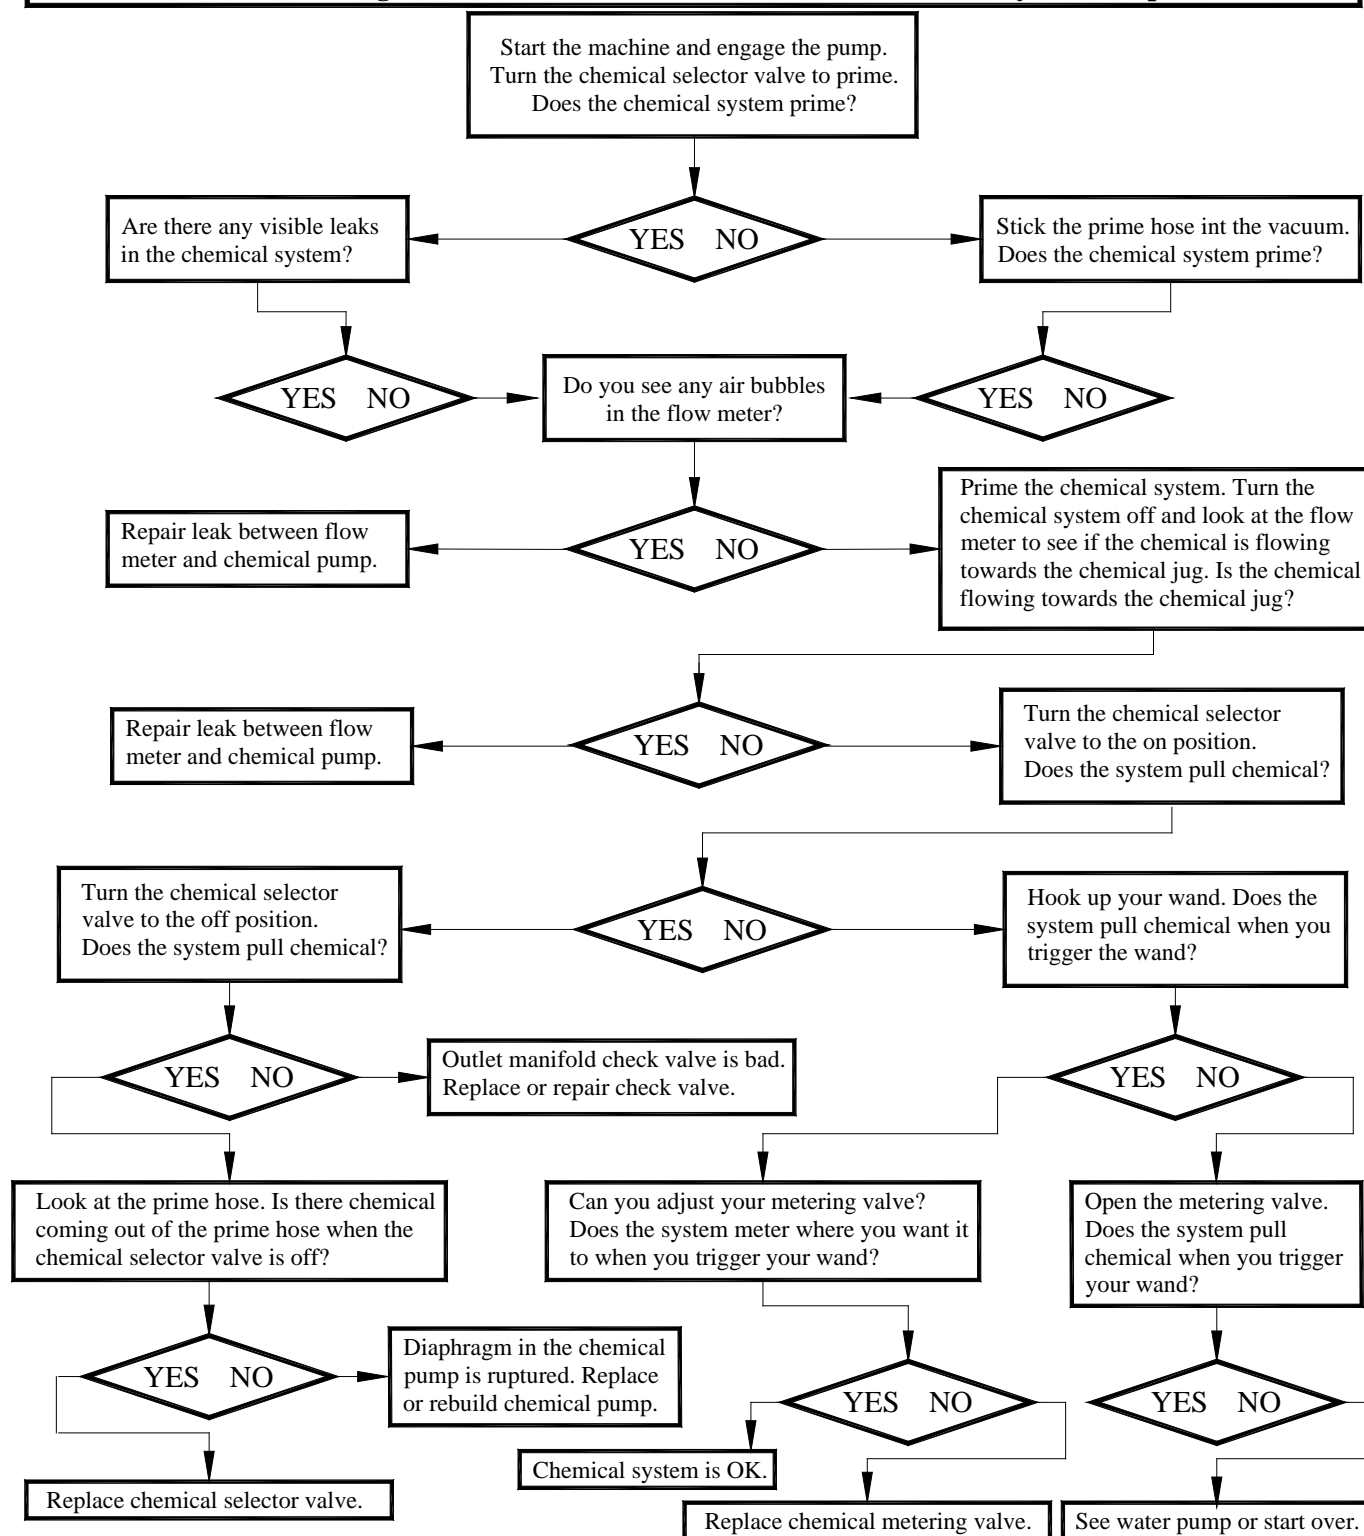 Start the machine and engage the pump.
Turn the chemical selector valve to prime.
Does the chemical system prime?
Are there any visible leaks
in the chemical system?
YES NO
Stick the prime hose int the vacuum.
Does the chemical system prime?
YES NO
Do you see any air bubbles
in the flow meter?
YES NO
Repair leak between flow
meter and chemical pump.
YES NO
Prime the chemical system. Turn the
chemical system off and look at the flow
meter to see if the chemical is flowing
towards the chemical jug. Is the chemical
flowing towards the chemical jug?
Repair leak between flow
meter and chemical pump.
YES NO
Turn the chemical selector
valve to the on position.
Does the system pull chemical?
Turn the chemical selector
valve to the off position.
Does the system pull chemical?
YES NO
Hook up your wand. Does the
system pull chemical when you
trigger the wand?
YES NO
Outlet manifold check valve is bad.
Replace or repair check valve.
YES NO
Look at the prime hose. Is there chemical
coming out of the prime hose when the
chemical selector valve is off?
Can you adjust your metering valve?
Does the system meter where you want it
to when you trigger your wand?
Open the metering valve.
Does the system pull
chemical when you trigger
your wand?
YES NO
Diaphragm in the chemical
pump is ruptured. Replace
or rebuild chemical pump.
YES NO
YES NO
Chemical system is OK.
Replace chemical selector valve.
Replace chemical metering valve.
See water pump or start over.